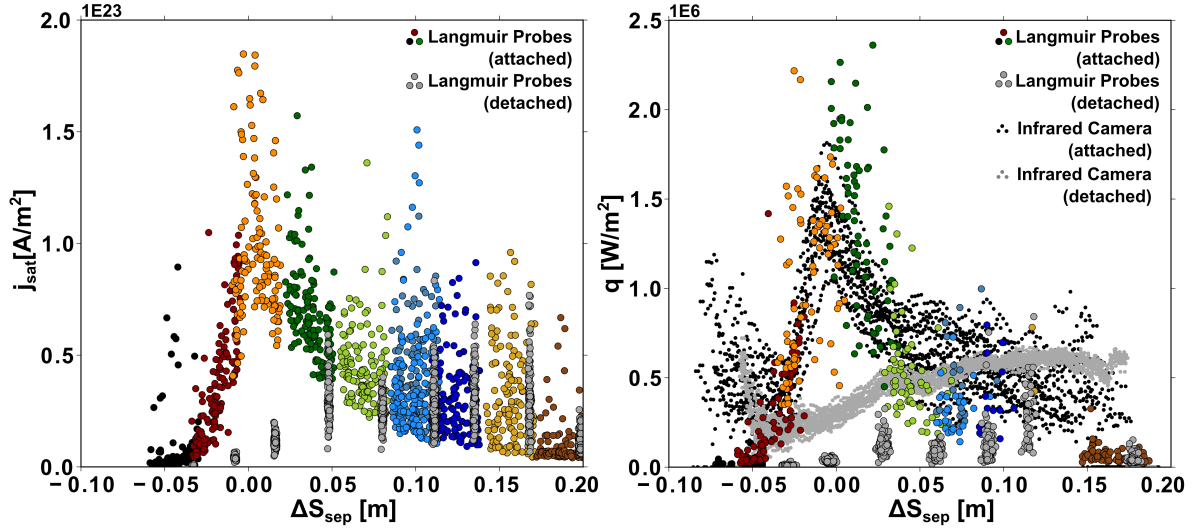 1E23
2.0
1.5
1.0
0.5
0.0
−0.10
−0.05
0.00
0.05
0.10
0.15
0.20
jsat[A/m²]
ΔSsep [m]
Langmuir Probes
(attached)
Langmuir Probes
(detached)
1E6
2.5
2.0
1.5
1.0
0.5
0.0
−0.10
−0.05
0.00
0.05
0.10
0.15
0.20
q [W/m²]
ΔSsep [m]
Langmuir Probes
(attached)
Langmuir Probes
(detached)
Infrared Camera
(attached)
Infrared Camera
(detached)